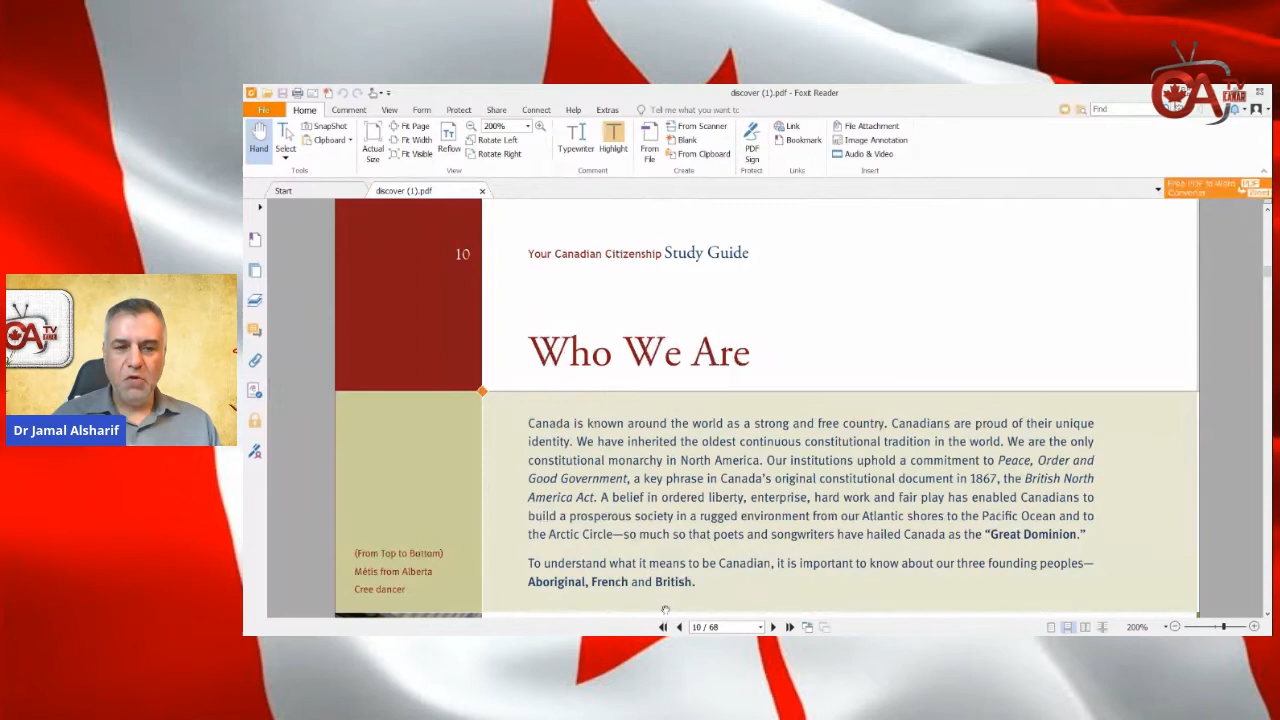 CA TV
KANAR
discover (1).pdf - Foxit Reader
File Home Comment View Form Protect Share Connect Help Extras Tell me what you want to Find
Hand
Select
SnapShot
Clipboard
Tools
Actual Size
Fit Page
Fit Width
Fit Visible
Reflow
200%
Rotate Left
Rotate Right
View
Typewriter
Highlight
Comment
From File
From Scanner
Blank
From Clipboard
Create
PDF Sign
Protect
Link
Bookmark
Links
File Attachment
Image Annotation
Audio & Video
Insert
Start discover (1).pdf
Free PDF to Word
Converter
10
Your Canadian Citizenship Study Guide
Who We Are
Canada is known around the world as a strong and free country. Canadians are proud of their unique
identity. We have inherited the oldest continuous constitutional tradition in the world. We are the only
constitutional monarchy in North America. Our institutions uphold a commitment to Peace, Order and
Good Government, a key phrase in Canada’s original constitutional document in 1867, the British North
America Act. A belief in ordered liberty, enterprise, hard work and fair play has enabled Canadians to
build a prosperous society in a rugged environment from our Atlantic shores to the Pacific Ocean and to
the Arctic Circle—so much so that poets and songwriters have hailed Canada as the “Great Dominion.”
To understand what it means to be Canadian, it is important to know about our three founding peoples—
Aboriginal, French and British.
(From Top to Bottom)
Métis from Alberta
Cree dancer
10 / 68
200%
CA TV
Dr Jamal Alsharif